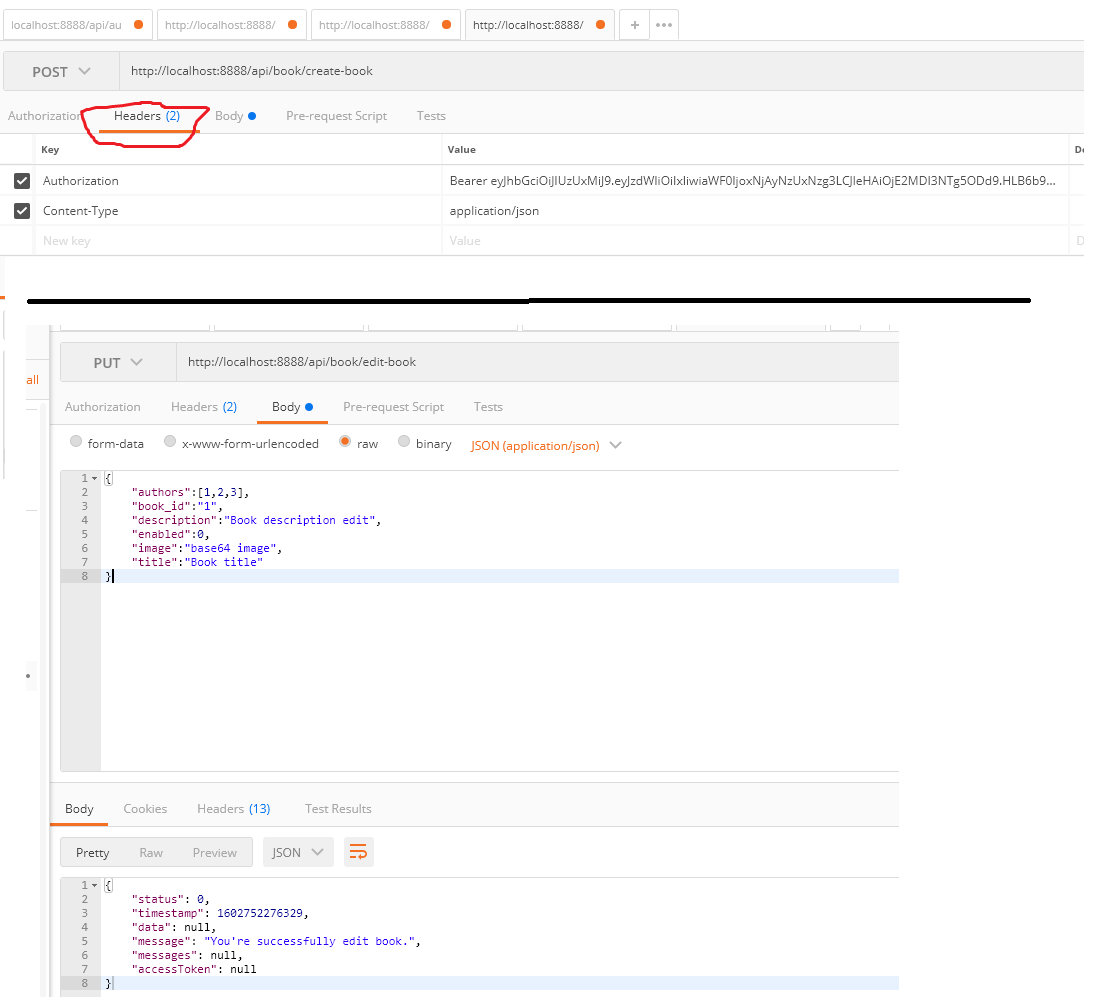 localhost:8888/api/au http://localhost:8888/ http://localhost:8888/ http://localhost:8888/ + •••
POST http://localhost:8888/api/book/create-book
Authorization Headers (2) Body Pre-request Script Tests
Key Value De
Authorization
Content-Type application/json
New key Value D
PUT http://localhost:8888/api/book/edit-book
all
Authorization Headers (2) Body Pre-request Script Tests
form-data x-www-form-urlencoded raw binary JSON (application/json)
1 {
2 "authors":[1,2,3],
3 "book_id":"1",
4 "description":"Book description edit",
5 "enabled":0,
6 "image":"base64 image",
7 "title":"Book title"
8 }
Body Cookies Headers (13) Test Results
Pretty Raw Preview JSON
1 {
2 "status": 0,
3 "timestamp": 1602752276329,
4 "data": null,
5 "message": "You're successfully edit book.",
6 "messages": null,
7 "accessToken": null
8 }